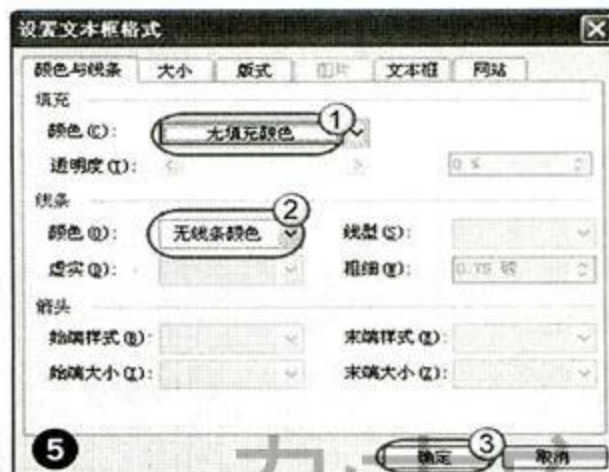 设置文本框格式
颜色与线条 大小 版式 图片 文本框 网站
填充
颜色(C): 无填充颜色 ①
透明度(T): 0 %
线条
颜色(O): 无线条颜色 ② 线型(S):
虚实(D): 粗细(W): 0.75 磅
箭头
始端样式(B): 末端样式(E):
始端大小(I): 末端大小(Z):
5 确定 ③ 取消